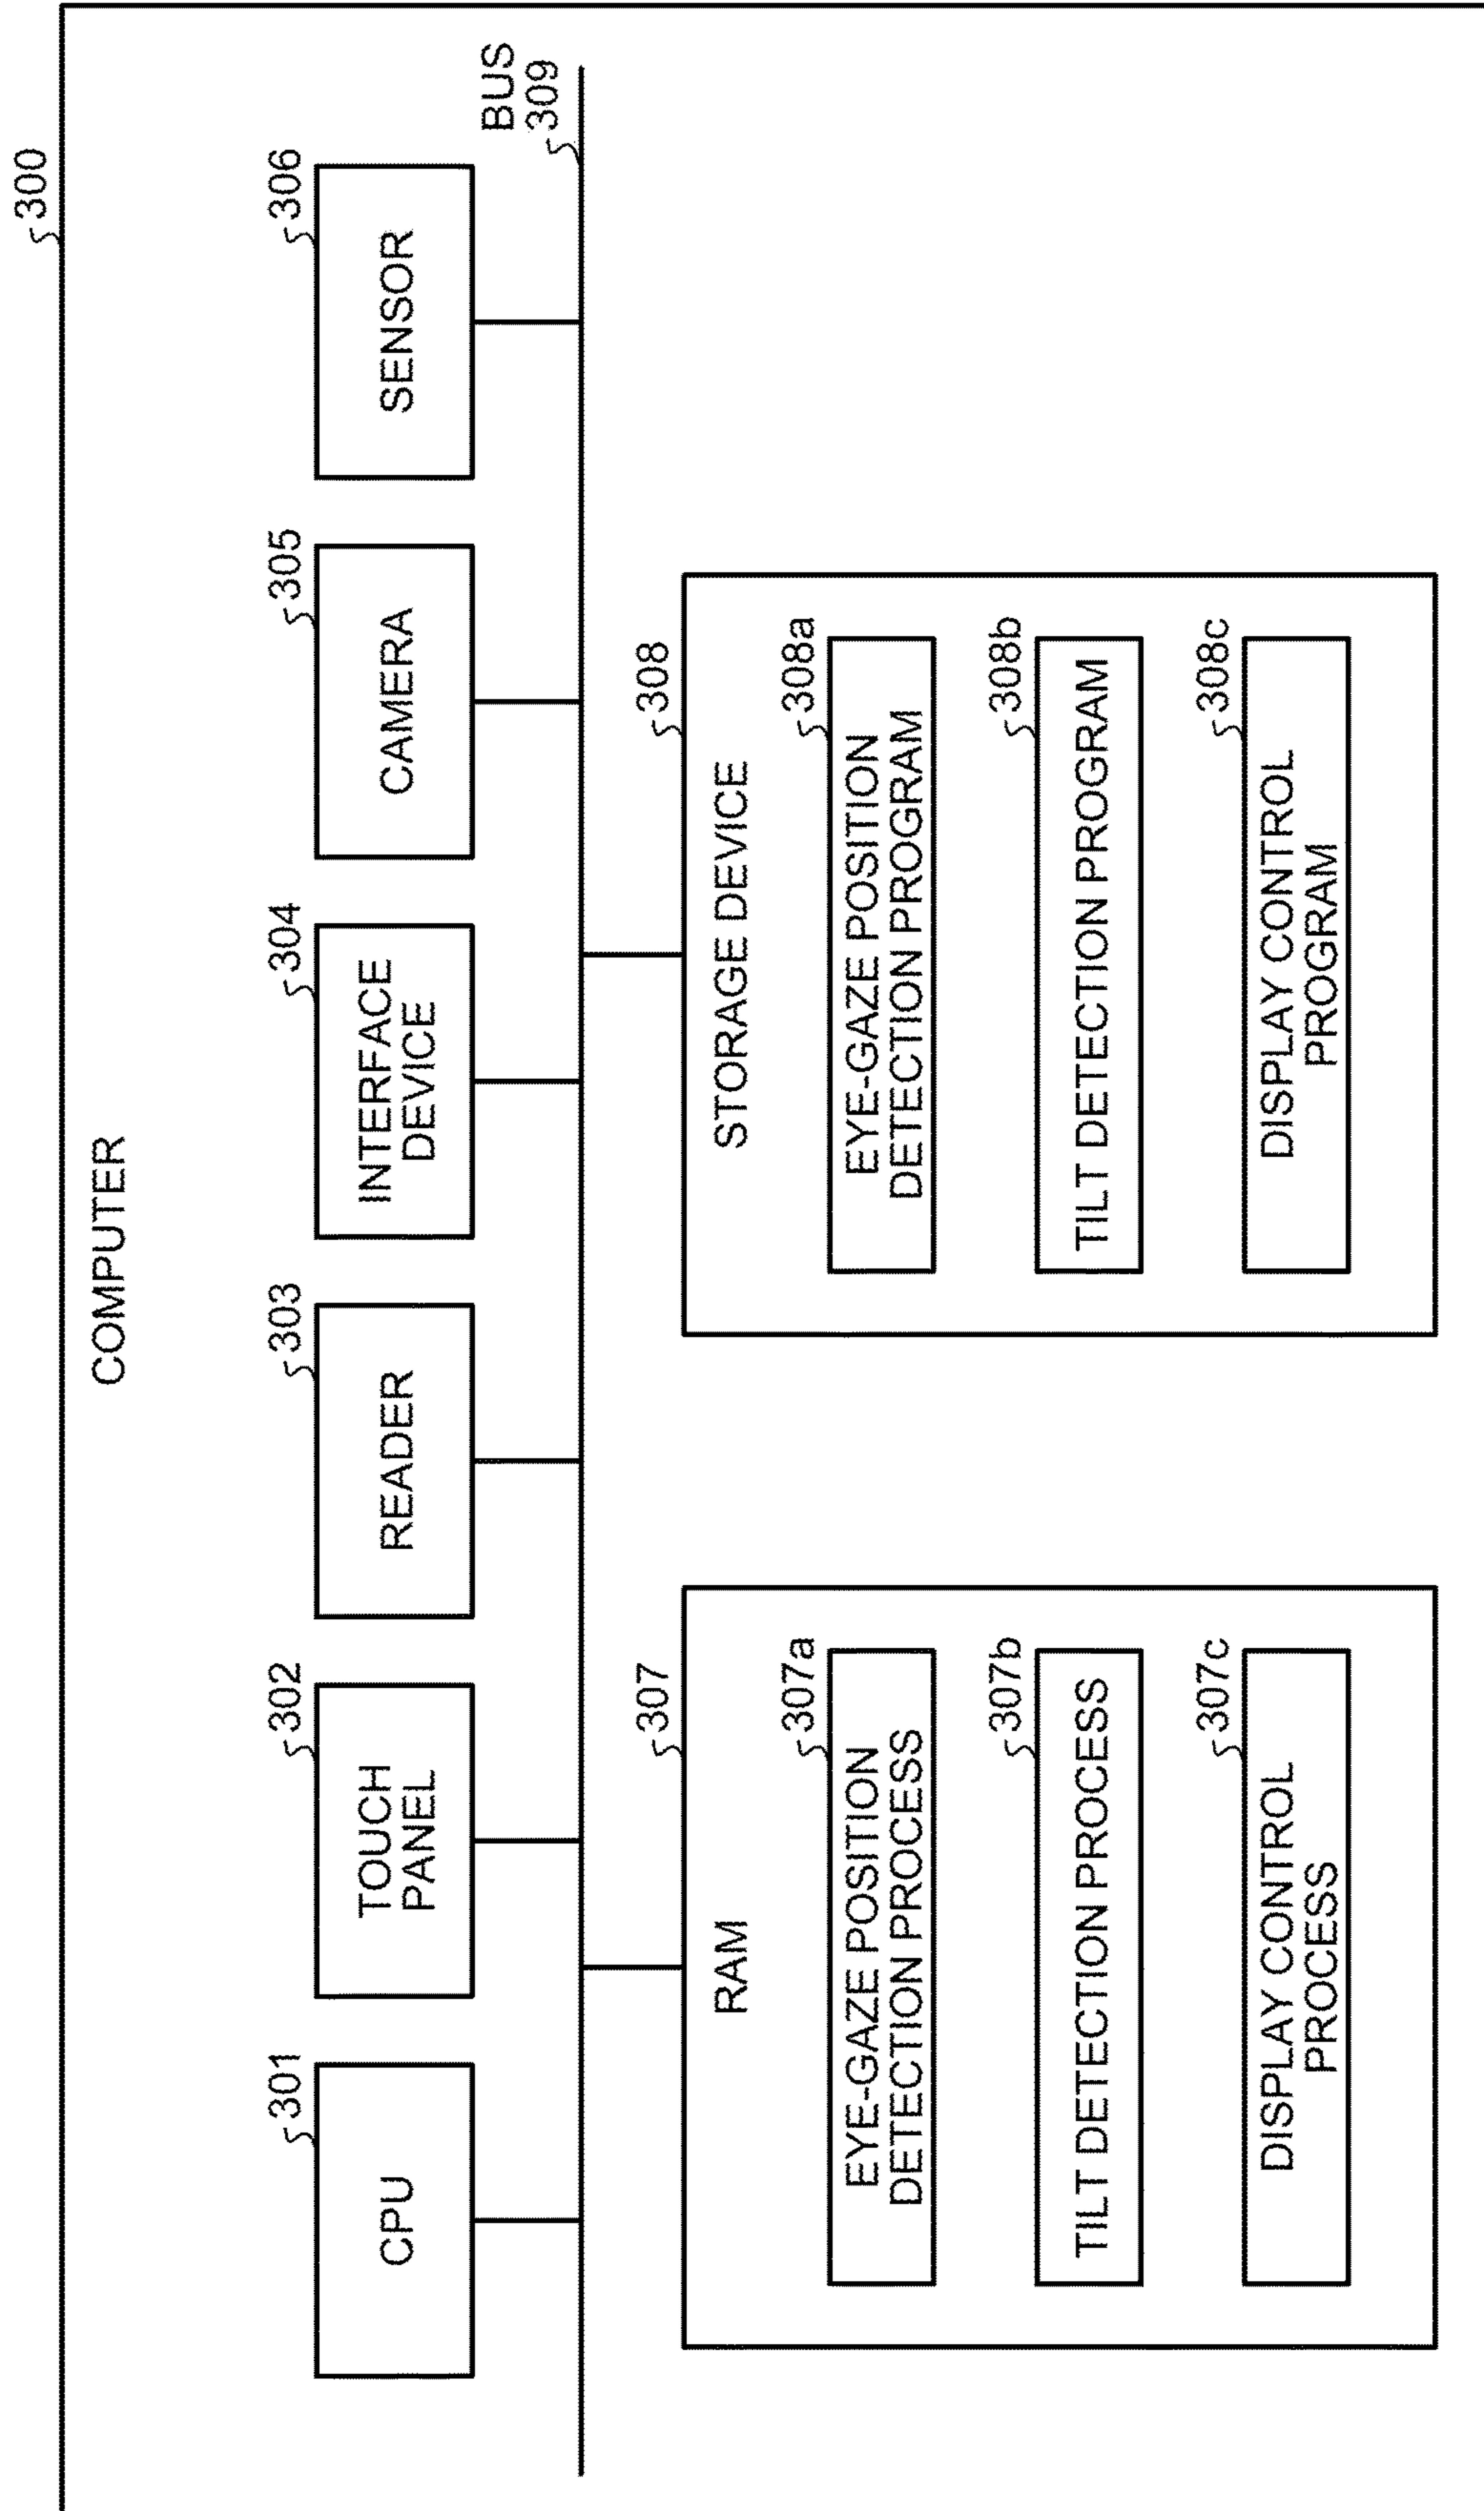 300
COMPUTER
301
302
303
304
305
306
CPU
TOUCH
PANEL
READER
INTERFACE
DEVICE
CAMERA
SENSOR
BUS
309
307
RAM
307a
EYE-GAZE POSITION
DETECTION PROCESS
307b
TILT DETECTION PROCESS
307c
DISPLAY CONTROL
PROCESS
308
STORAGE DEVICE
308a
EYE-GAZE POSITION
DETECTION PROGRAM
308b
TILT DETECTION PROGRAM
308c
DISPLAY CONTROL
PROGRAM